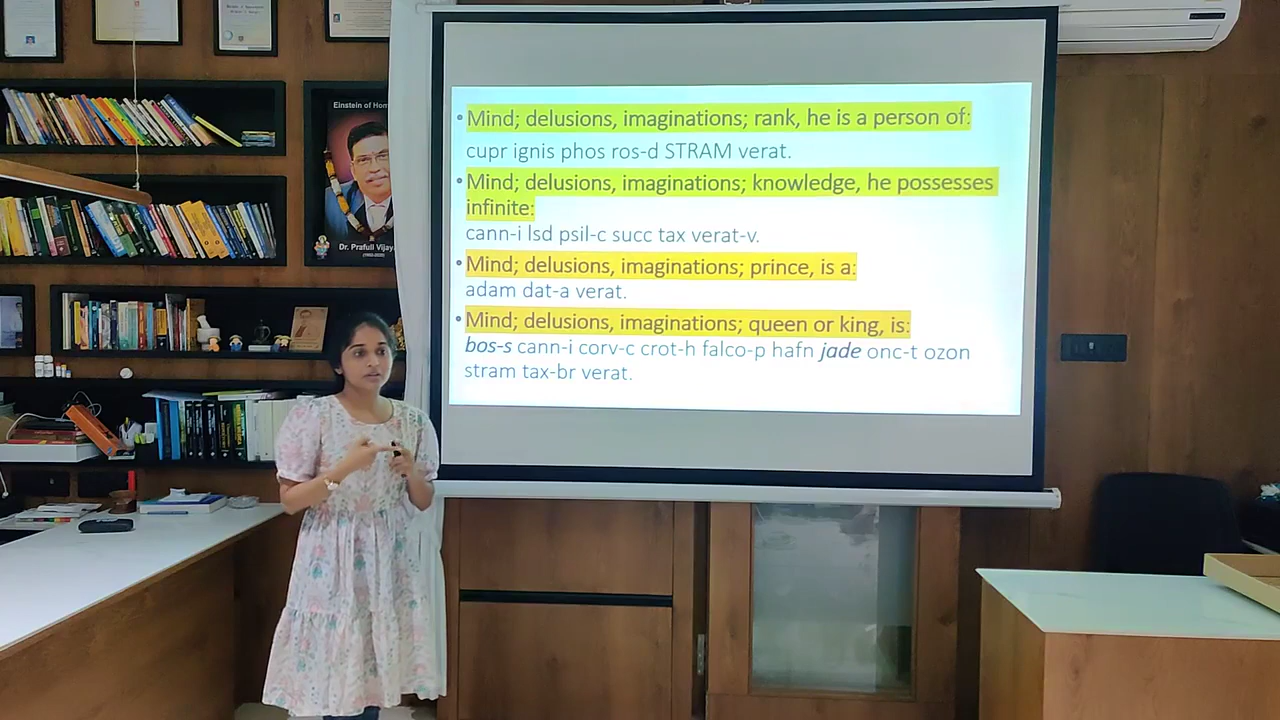 Einstein of Hom
Dr. Prafull Vijay
(1953-2020)
• Mind; delusions, imaginations; rank, he is a person of:
cupr ignis phos ros-d STRAM verat.
• Mind; delusions, imaginations; knowledge, he possesses
infinite:
cann-i lsd psil-c succ tax verat-v.
• Mind; delusions, imaginations; prince, is a:
adam dat-a verat.
• Mind; delusions, imaginations; queen or king, is:
bos-s cann-i corv-c crot-h falco-p hafn jade onc-t ozon
stram tax-br verat.